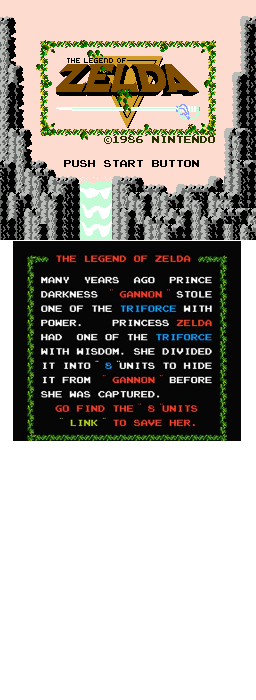 THE LEGEND OF
ZELDA
©1986 NINTENDO
PUSH START BUTTON
THE LEGEND OF ZELDA
MANY YEARS AGO PRINCE
DARKNESS "GANNON" STOLE
ONE OF THE TRIFORCE WITH
POWER. PRINCESS ZELDA
HAD ONE OF THE TRIFORCE
WITH WISDOM. SHE DIVIDED
IT INTO "8"UNITS TO HIDE
IT FROM "GANNON" BEFORE
SHE WAS CAPTURED.
GO FIND THE "8"UNITS
"LINK" TO SAVE HER.